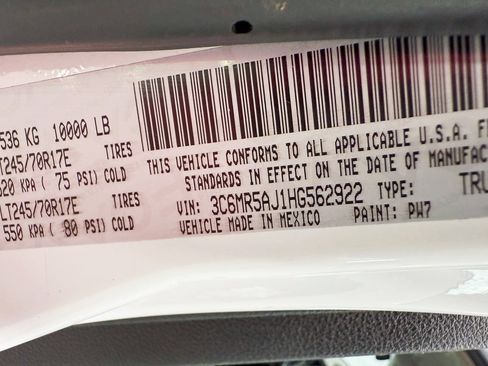 536 KG 10000 LB
LT245/70R17E TIRES
520 KPA ( 75 PSI) COLD
LT245/70R17E TIRES
550 KPA ( 80 PSI) COLD
THIS VEHICLE CONFORMS TO ALL APPLICABLE U.S.A. F
STANDARDS IN EFFECT ON THE DATE OF MANUFAC
VIN: 3C6MR5AJ1HG562922 TYPE: TRU
VEHICLE MADE IN MEXICO PAINT: PW7